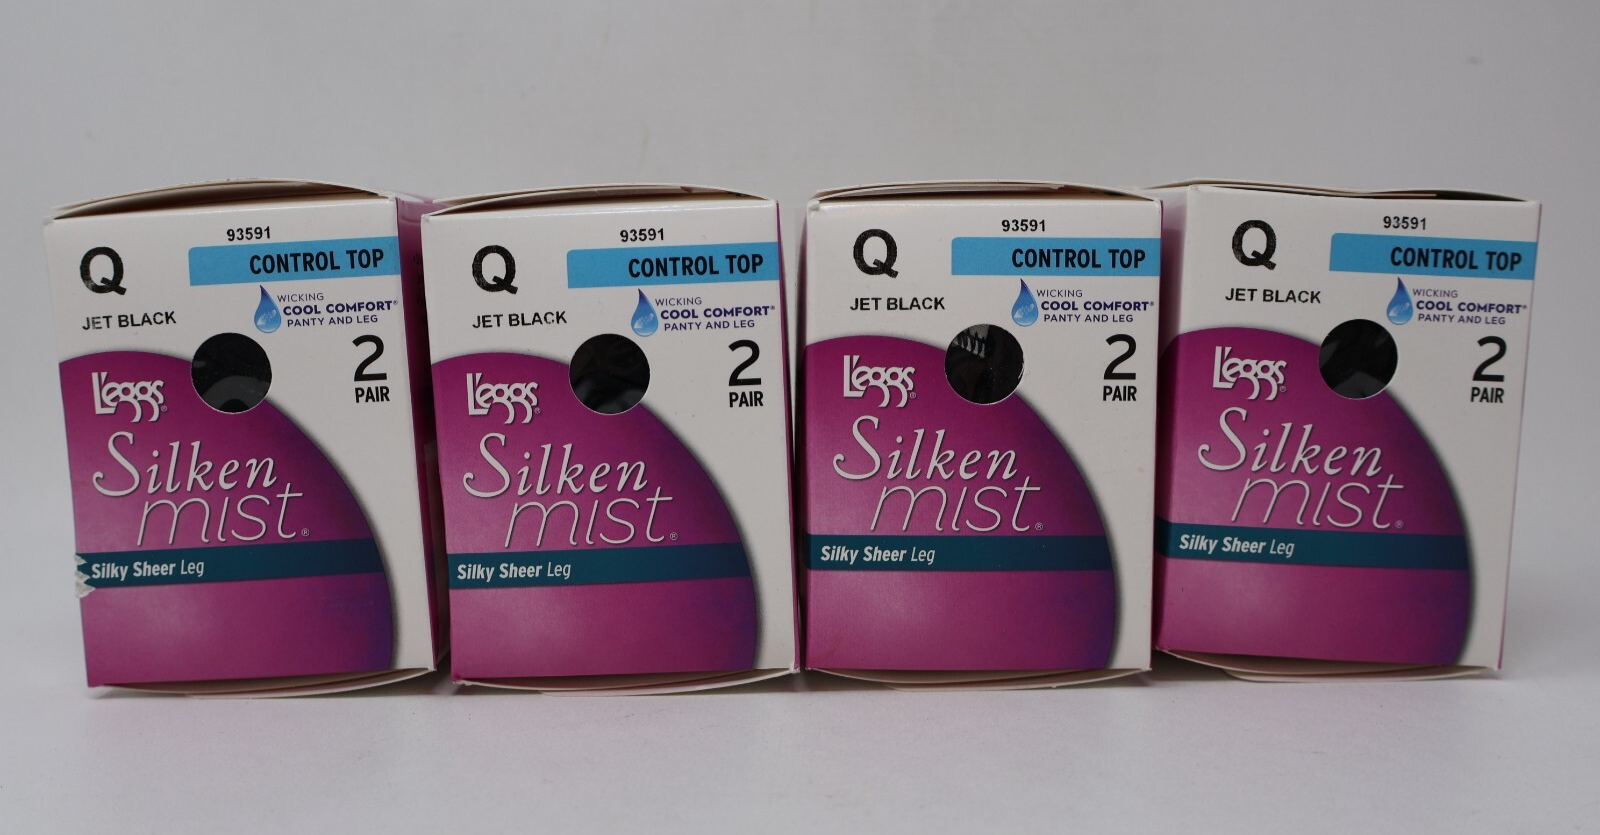 93591
Q
CONTROL TOP
WICKING
COOL COMFORT®
PANTY AND LEG
JET BLACK
2
PAIR
L'eggs®
Silken
mist®
Silky Sheer Leg
93591
Q
CONTROL TOP
WICKING
COOL COMFORT®
PANTY AND LEG
JET BLACK
2
PAIR
L'eggs®
Silken
mist®
Silky Sheer Leg
93591
Q
CONTROL TOP
WICKING
COOL COMFORT®
PANTY AND LEG
JET BLACK
2
PAIR
L'eggs®
Silken
mist®
Silky Sheer Leg
93591
Q
CONTROL TOP
WICKING
COOL COMFORT®
PANTY AND LEG
JET BLACK
2
PAIR
L'eggs®
Silken
mist®
Silky Sheer Leg